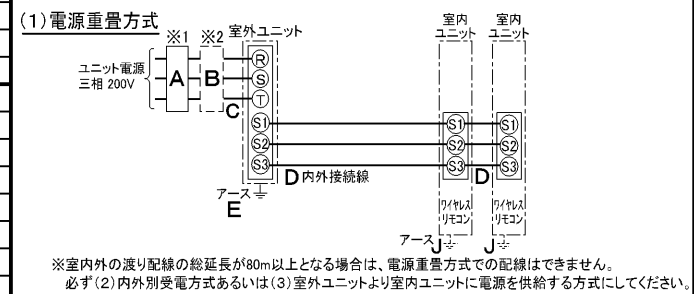 (1)電源重畳方式
※1 ※2 室外ユニット 室内ユニット 室内ユニット
ユニット電源
三相 200V
A B C
R
S
T
S1 S1 S1
S2 S2 S2
S3 S3 D S3
D 内外接続線
アース
E
ワイヤレスリモコン ワイヤレスリモコン
アース J J
※室内外の渡り配線の総延長が80m以上となる場合は、電源重畳方式での配線はできません。
必ず(2)内外別受電方式あるいは(3)室外ユニットより室内ユニットに電源を供給する方式にしてください。